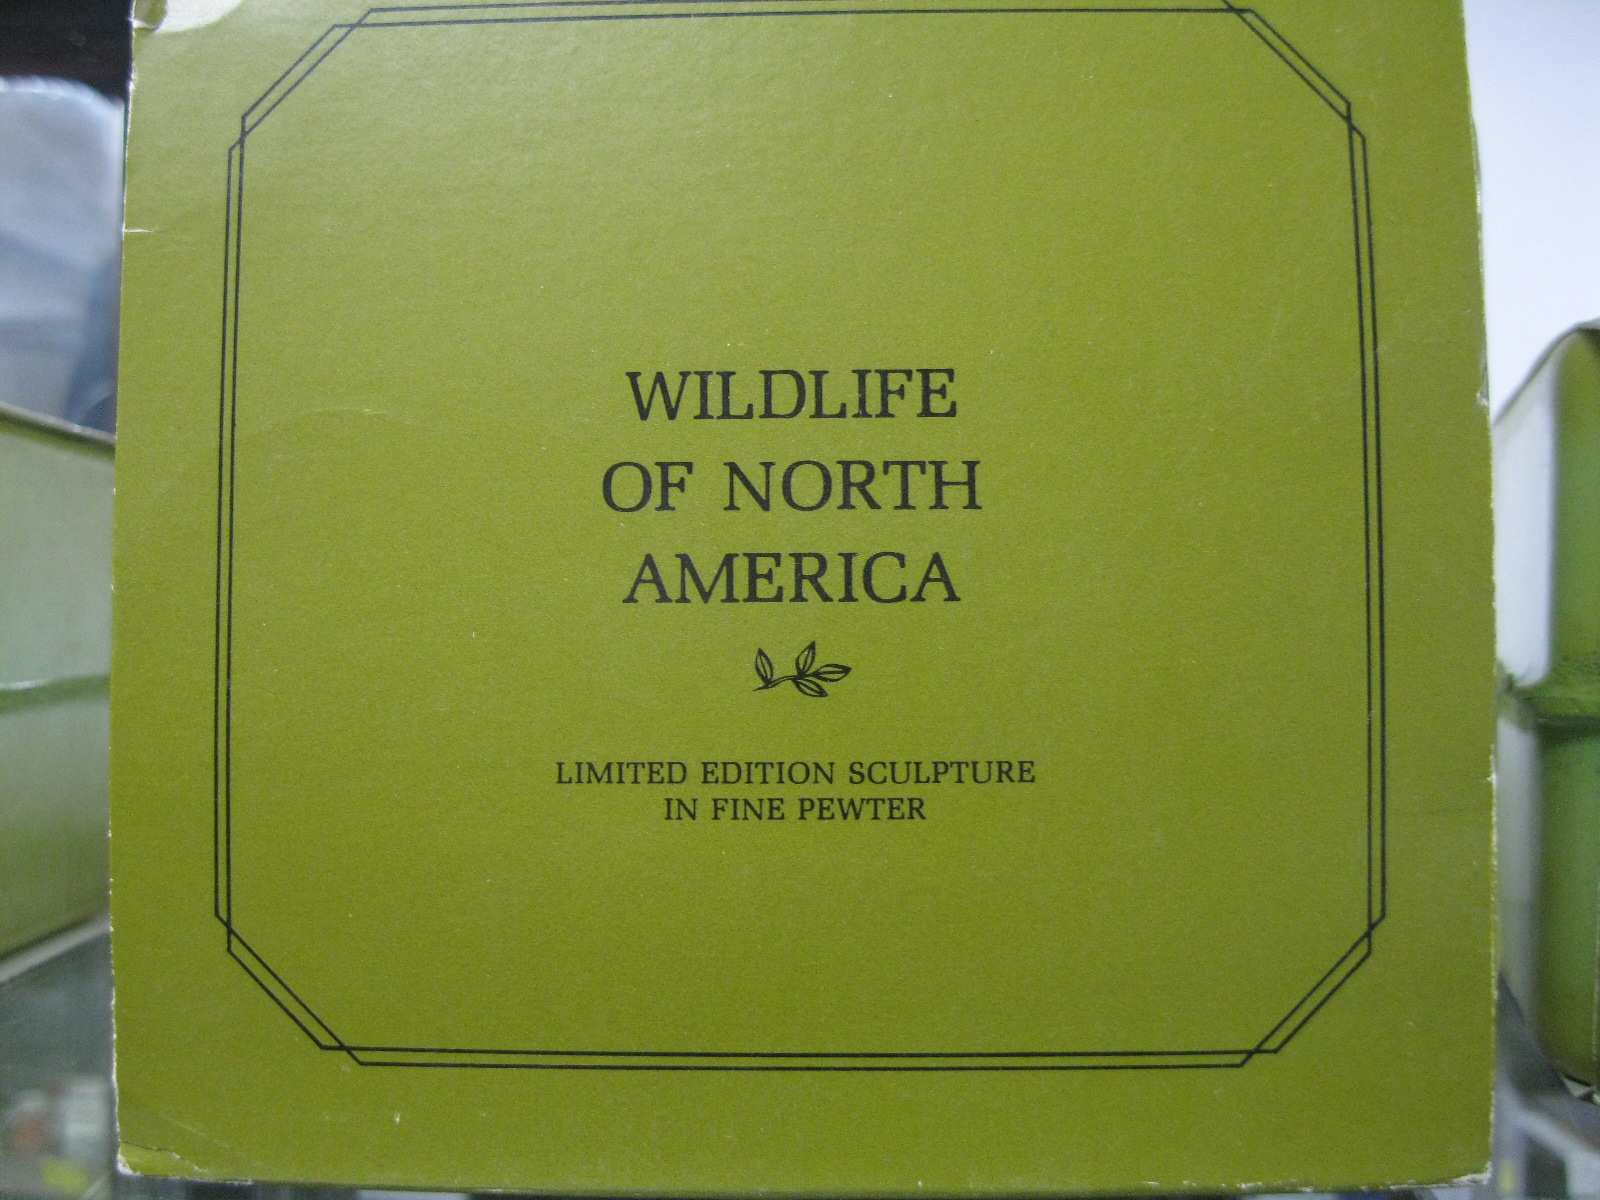 WILDLIFE
OF NORTH
AMERICA
LIMITED EDITION SCULPTURE
IN FINE PEWTER